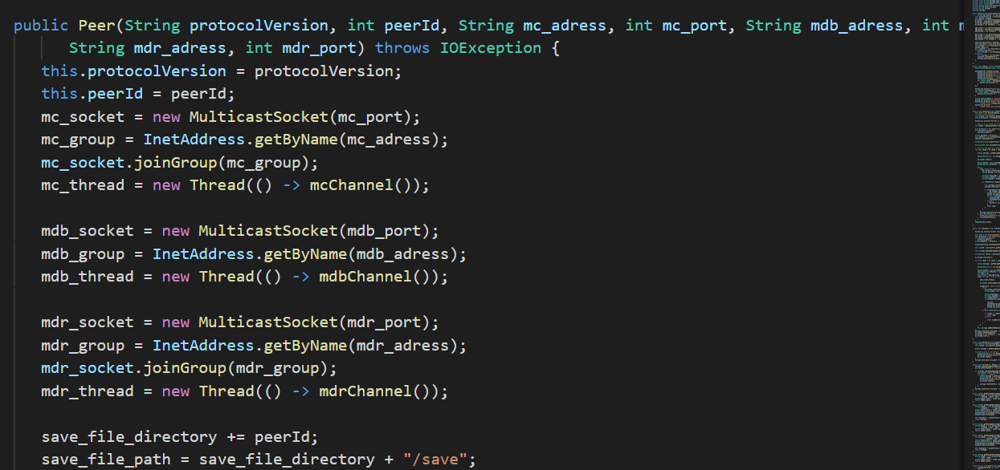 public Peer(String protocolVersion, int peerId, String mc_adress, int mc_port, String mdb_adress, int
String mdr_adress, int mdr_port) throws IOException {
this.protocolVersion = protocolVersion;
this.peerId = peerId;
mc_socket = new MulticastSocket(mc_port);
mc_group = InetAddress.getByName(mc_adress);
mc_socket.joinGroup(mc_group);
mc_thread = new Thread(() -> mcChannel());
mdb_socket = new MulticastSocket(mdb_port);
mdb_group = InetAddress.getByName(mdb_adress);
mdb_thread = new Thread(() -> mdbChannel());
mdr_socket = new MulticastSocket(mdr_port);
mdr_group = InetAddress.getByName(mdr_adress);
mdr_socket.joinGroup(mdr_group);
mdr_thread = new Thread(() -> mdrChannel());
save_file_directory += peerId;
save_file_path = save_file_directory + "/save";